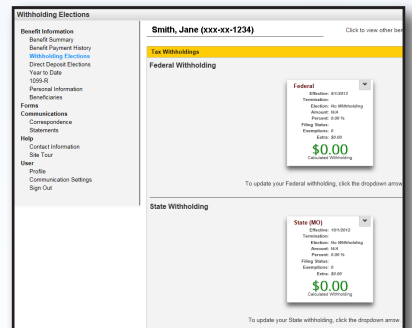 Withholding Elections
Benefit Information
Benefit Summary
Benefit Payment History
Withholding Elections
Direct Deposit Elections
Year to Date
1099-R
Personal Information
Beneficiaries
Forms
Communications
Correspondence
Statements
Help
Contact Information
Site Tour
User
Profile
Communication Settings
Sign Out
Smith, Jane (xxx-xx-1234)
Click to view other ben
Tax Withholdings
Federal Withholding
Federal
Effective: 8/1/2012
Termination:
Election: No Withholding
Amount: N/A
Percent: 0.00 %
Filing Status:
Exemptions: 0
Extra: $0.00
$0.00
Calculated Withholding
To update your Federal withholding, click the dropdown arrow
State Withholding
State (MO)
Effective: 10/1/2012
Termination:
Election: No Withholding
Amount: N/A
Percent: 0.00 %
Filing Status:
Exemptions: 0
Extra: $0.00
$0.00
Calculated Withholding
To update your State withholding, click the dropdown arrow